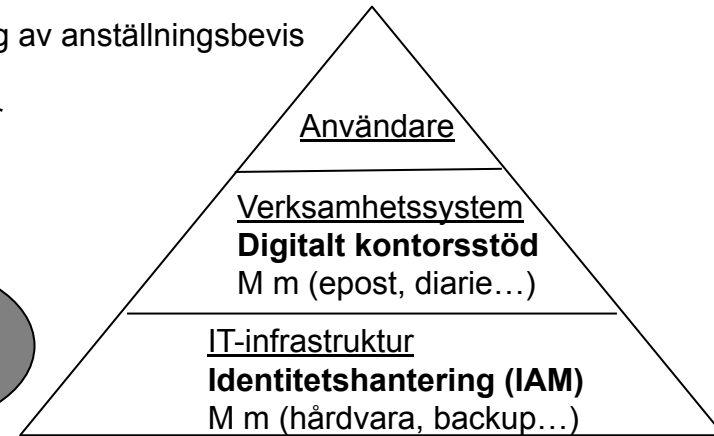 g av anställningsbevis
Användare
Verksamhetssystem
Digitalt kontorsstöd
M m (epost, diarie…)
IT-infrastruktur
Identitetshantering (IAM)
M m (hårdvara, backup…)